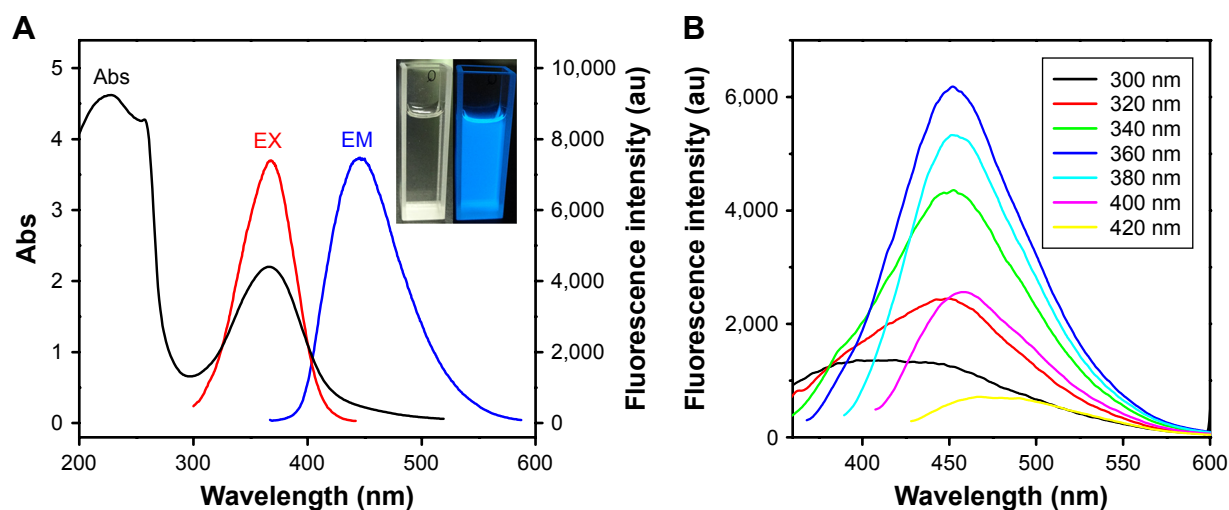 A
Abs
5
4
3
2
1
0
Abs
EX
EM
10,000
8,000
6,000
4,000
2,000
0
Fluorescence intensity (au)
200 300 400 500 600
Wavelength (nm)
B
Fluorescence intensity (au)
6,000
4,000
2,000
0
300 nm
320 nm
340 nm
360 nm
380 nm
400 nm
420 nm
400 450 500 550 600
Wavelength (nm)